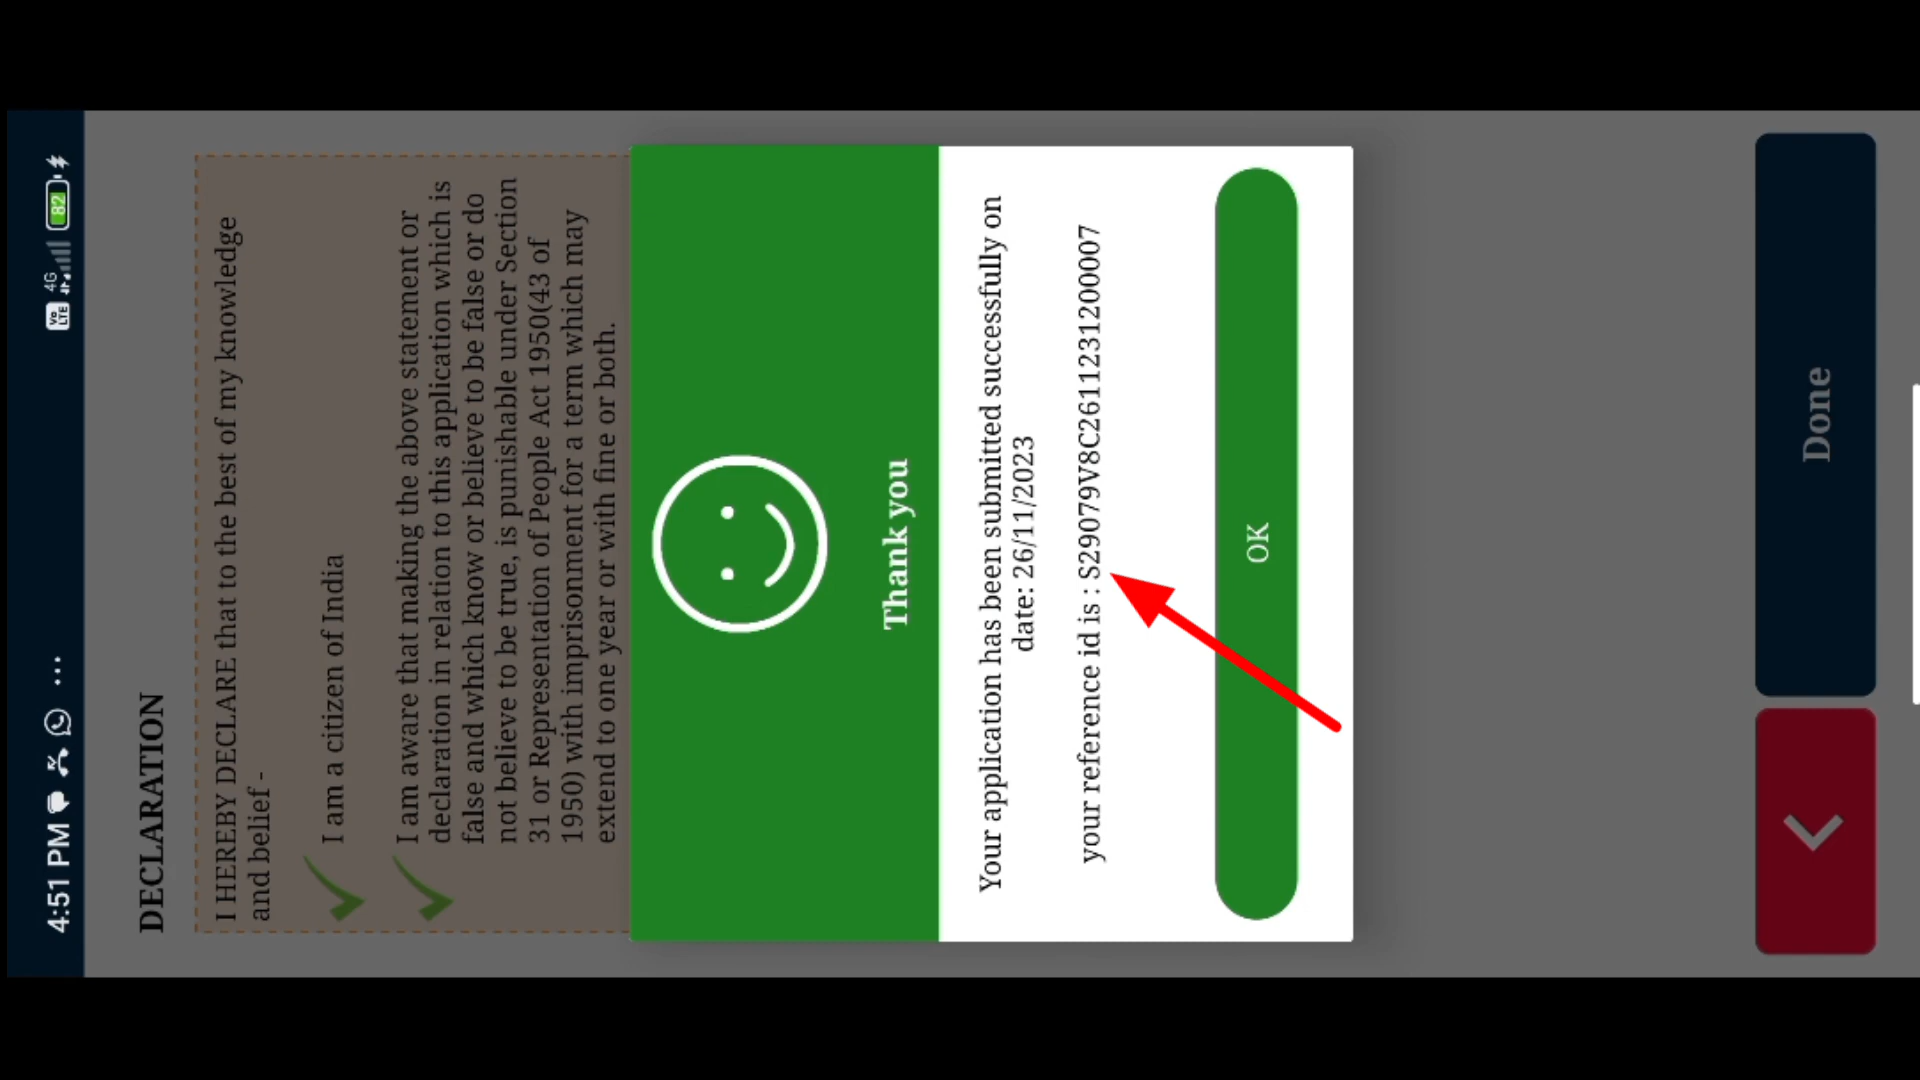 4:51 PM
VO
LTE
4G
82
DECLARATION
I HEREBY DECLARE that to the best of my knowledge
and belief -
I am a citizen of India
I am aware that making the above statement or
declaration in relation to this application which is
false and which know or believe to be false or do
not believe to be true, is punishable under Section
31 or Representation of People Act 1950(43 of
1950) with imprisonment for a term which may
extend to one year or with fine or both.
Thank you
Your application has been submitted successfully on
date: 26/11/2023
your reference id is : S29079V8C2611231200007
OK
Done